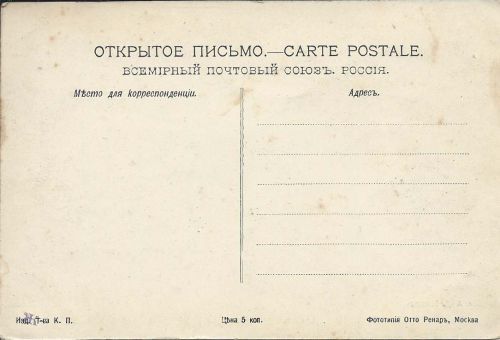 ОТКРЫТОЕ ПИСЬМО.—CARTE POSTALE.
ВСЕМІРНЫЙ ПОЧТОВЫЙ СОЮЗЪ. РОССІЯ.
Мѣсто для корреспонденціи.
Адресъ.
Изд. Т-ва К. П.
Цѣна 5 коп.
Фототипія Отто Ренаръ, Москва